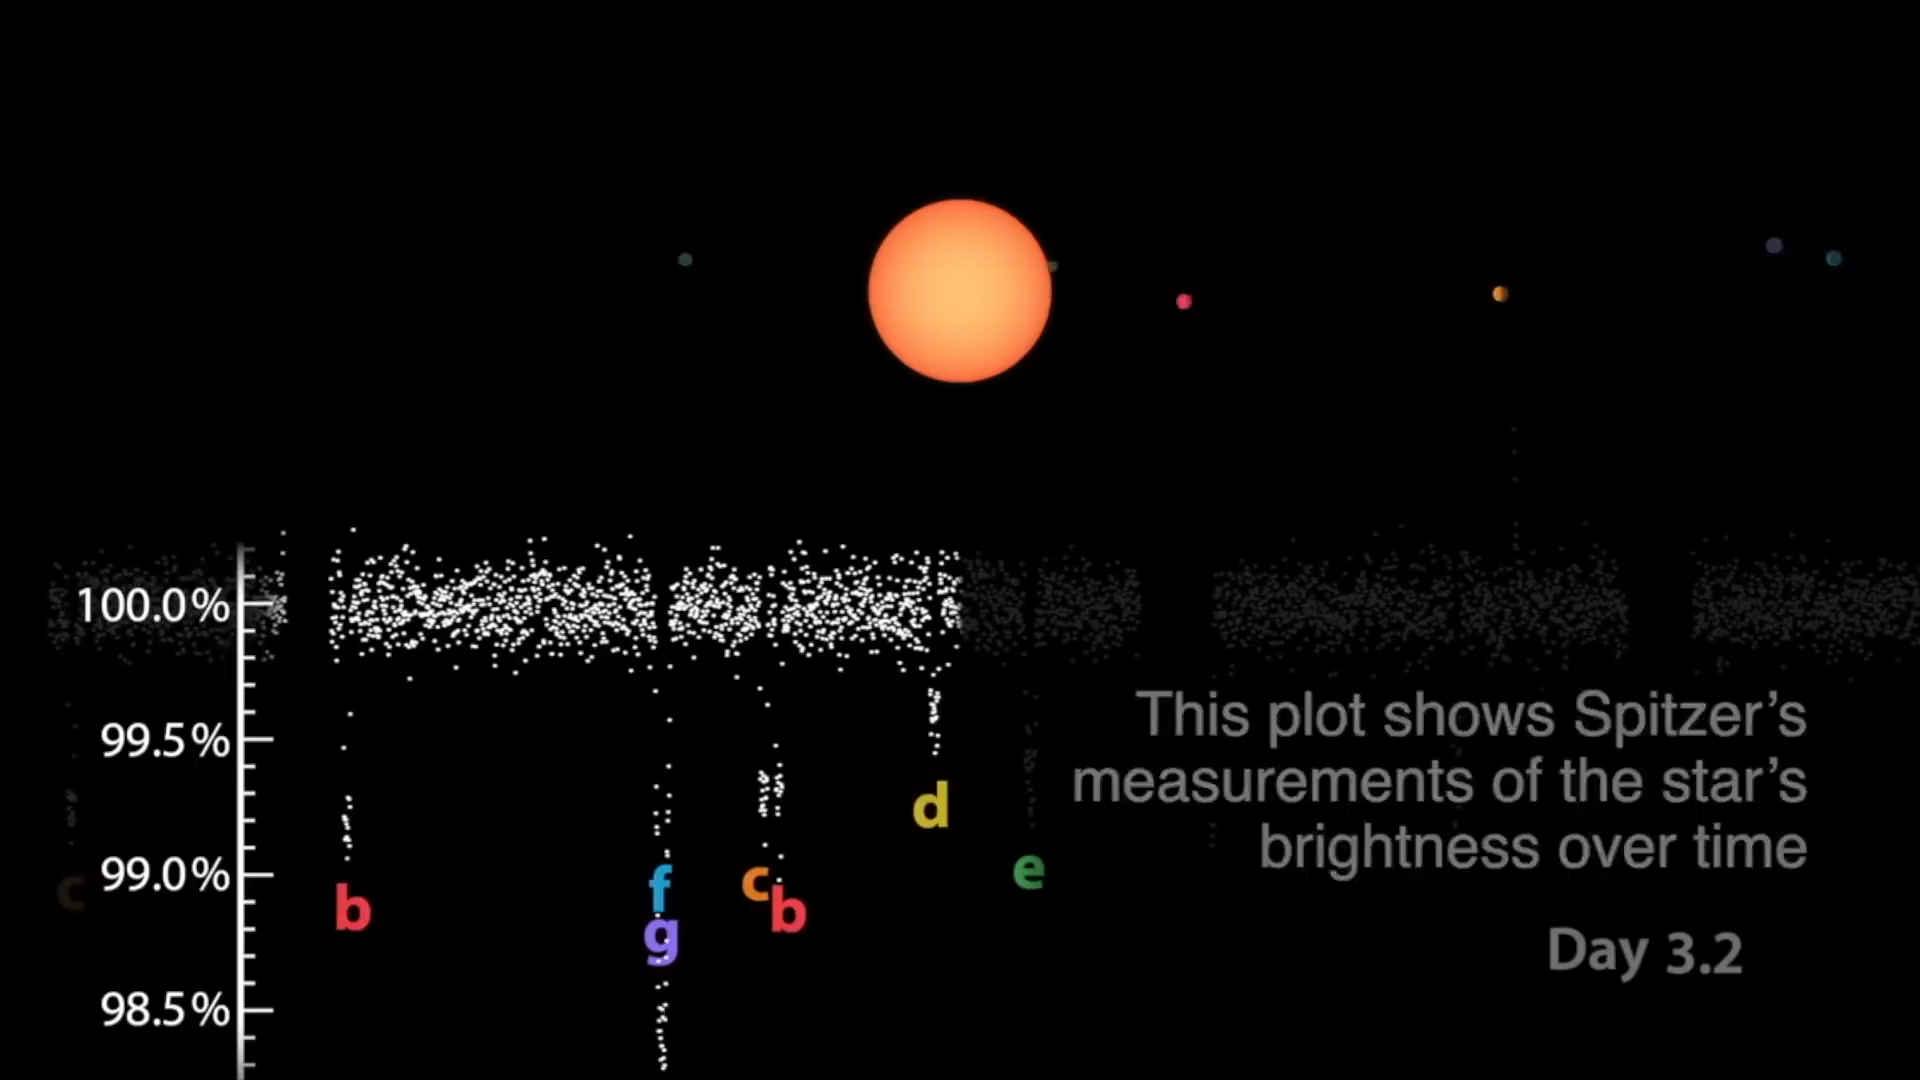 100.0%
99.5%
99.0%
98.5%
c
b
f
g
c
b
d
e
This plot shows Spitzer’s
measurements of the star’s
brightness over time
Day 3.2